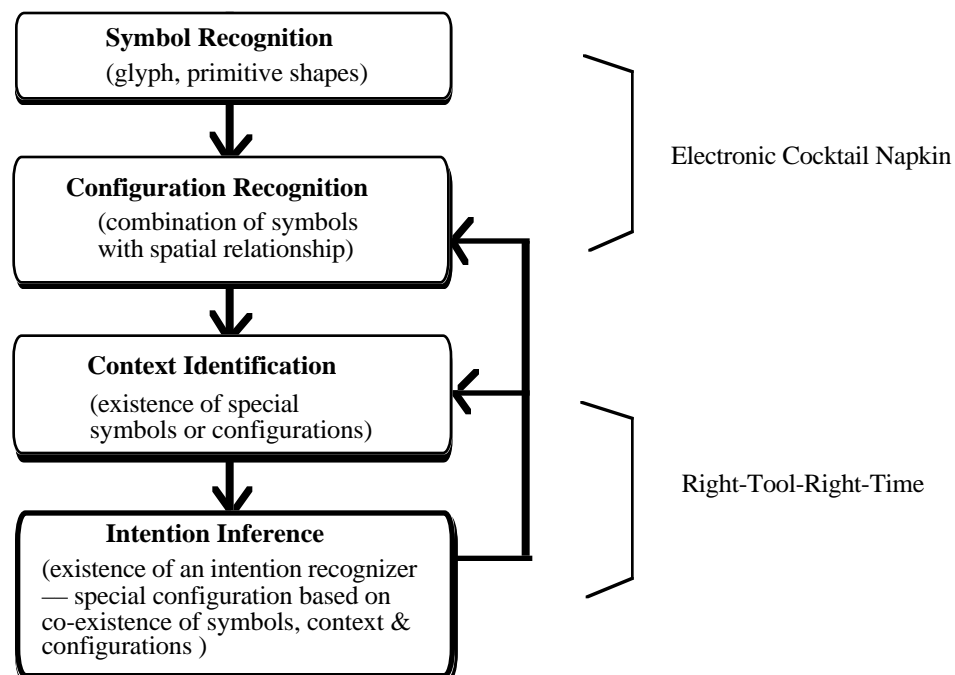 Symbol Recognition
(glyph, primitive shapes)
Electronic Cocktail Napkin
Configuration Recognition
(combination of symbols
with spatial relationship)
Context Identification
(existence of special
symbols or configurations)
Right-Tool-Right-Time
Intention Inference
(existence of an intention recognizer
— special configuration based on
co-existence of symbols, context &
configurations )